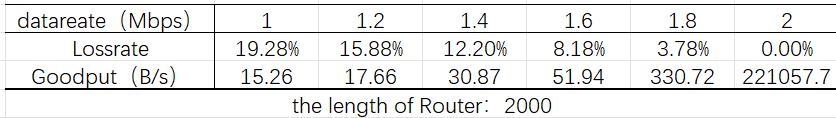 datareate（Mbps） 1 1.2 1.4 1.6 1.8 2
Lossrate 19.28% 15.88% 12.20% 8.18% 3.78% 0.00%
Goodput（B/s） 15.26 17.66 30.87 51.94 330.72 221057.7
the length of Router： 2000